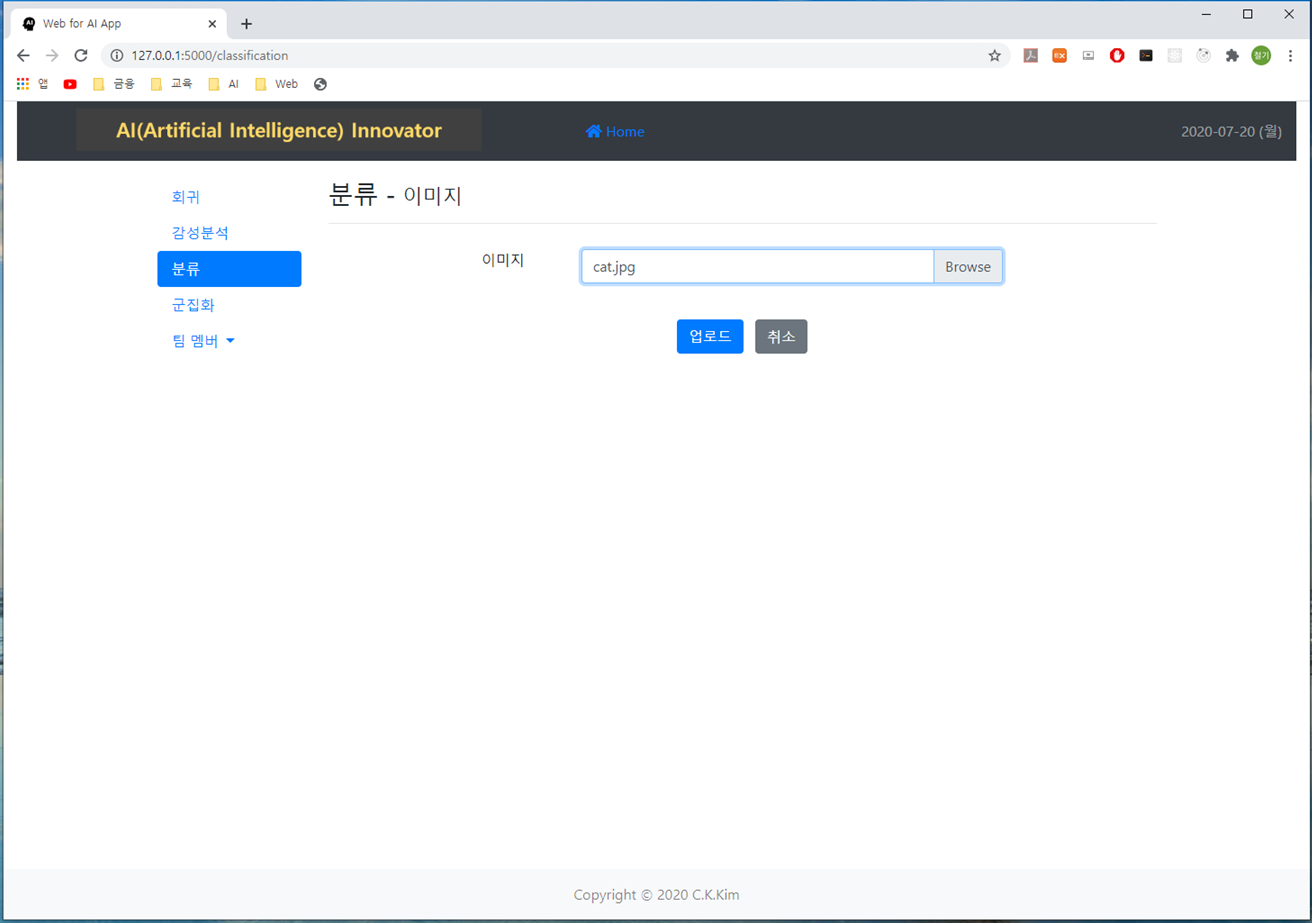 Web for AI App
127.0.0.1:5000/classification
앱 금융 교육 AI Web
AI(Artificial Intelligence) Innovator
Home
2020-07-20 (월)
회귀
감성분석
분류
군집화
팀 멤버
분류 - 이미지
이미지
cat.jpg
Browse
업로드
취소
Copyright © 2020 C.K.Kim